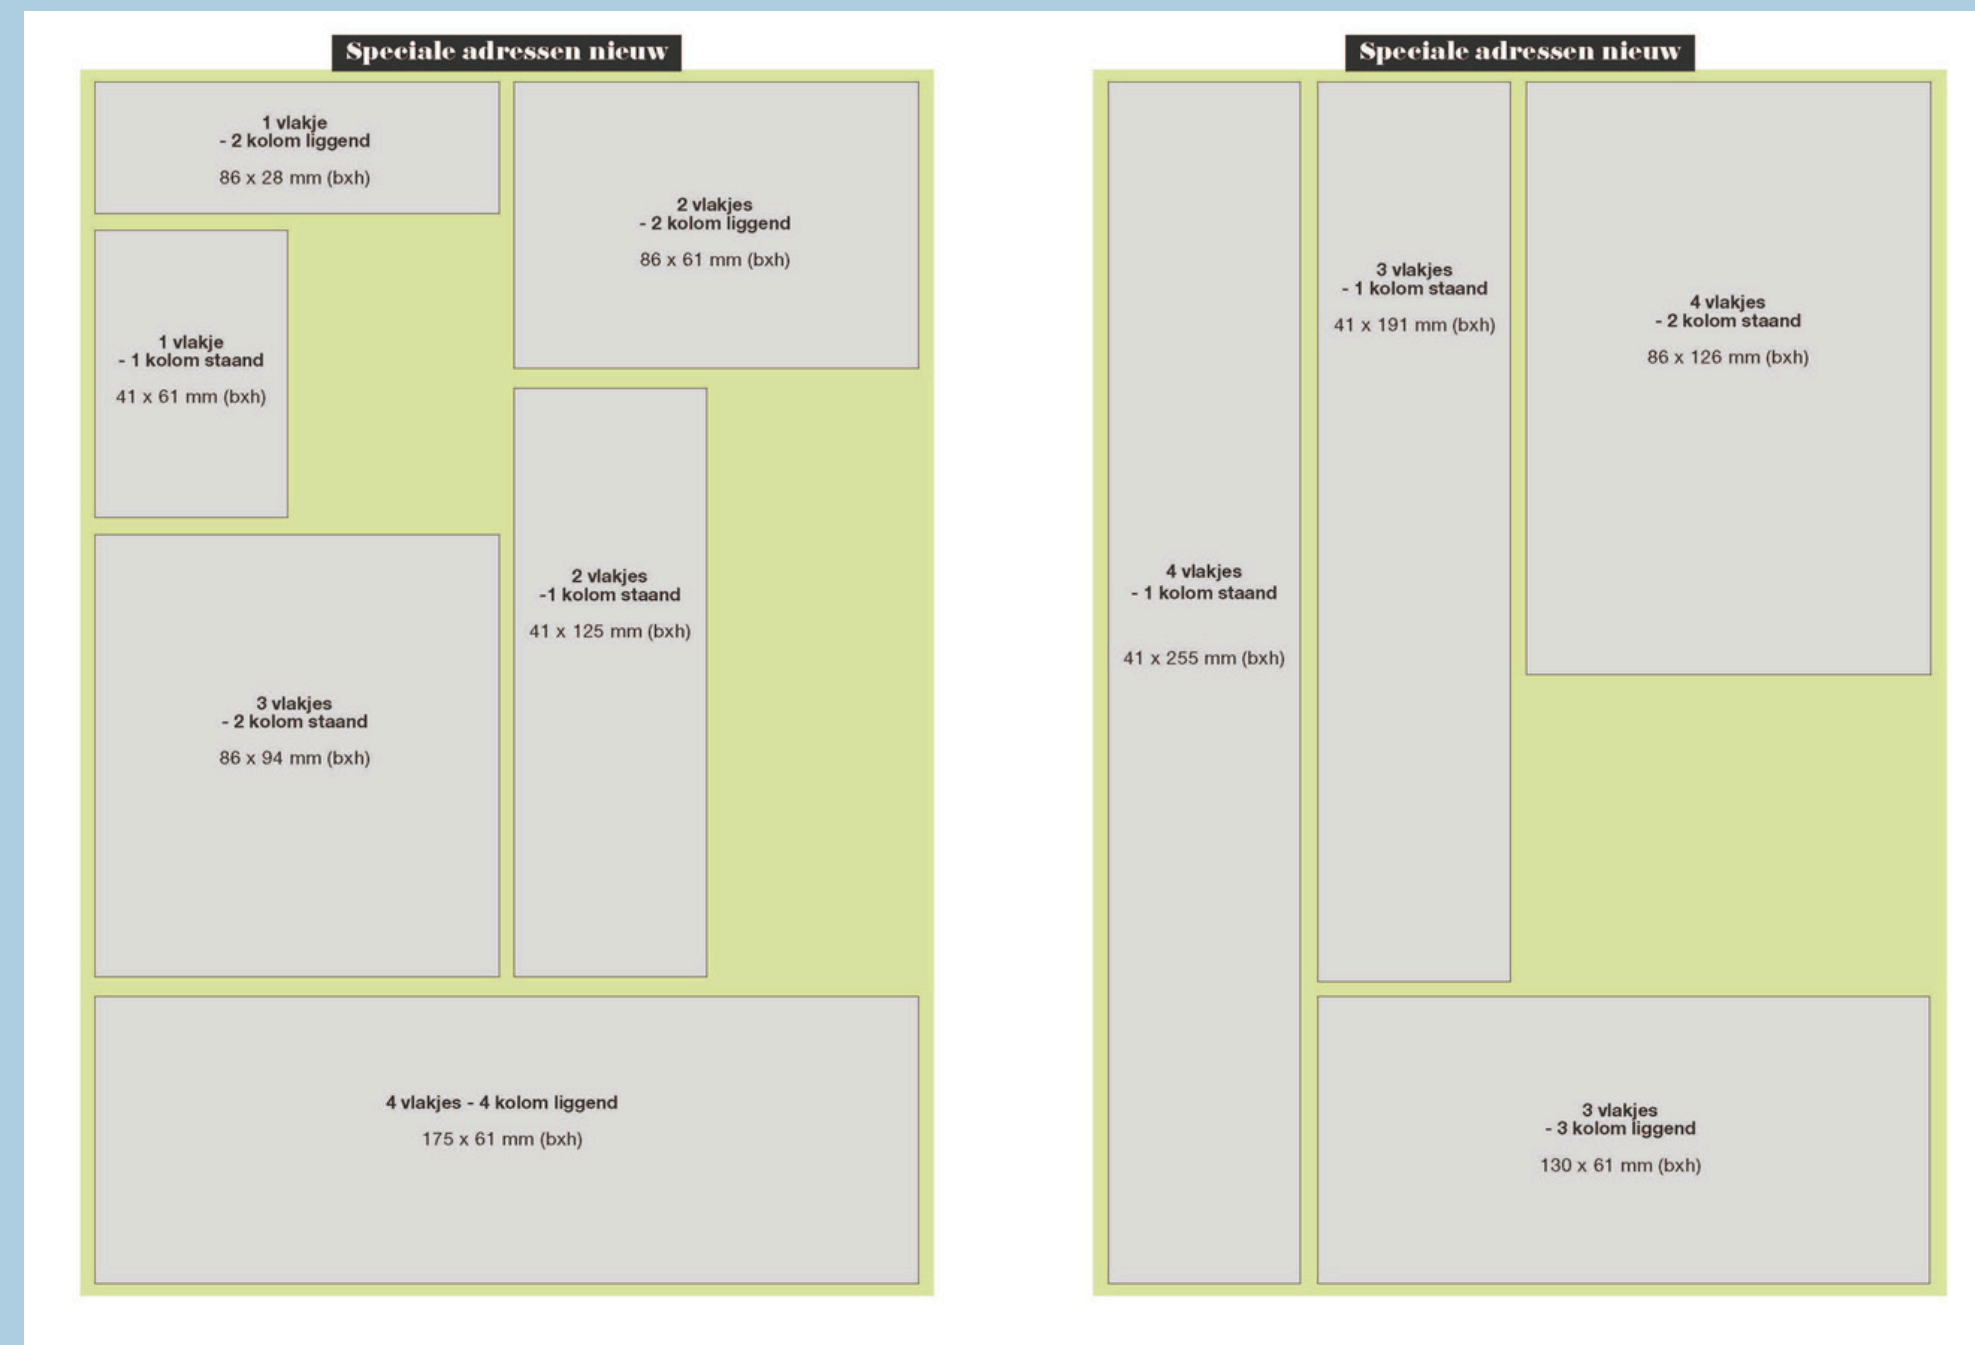 Speciale adressen nieuw
1 vlakje
- 2 kolom liggend
86 x 28 mm (bxh)
2 vlakjes
- 2 kolom liggend
86 x 61 mm (bxh)
1 vlakje
- 1 kolom staand
41 x 61 mm (bxh)
2 vlakjes
-1 kolom staand
41 x 125 mm (bxh)
3 vlakjes
- 2 kolom staand
86 x 94 mm (bxh)
4 vlakjes - 4 kolom liggend
175 x 61 mm (bxh)
Speciale adressen nieuw
4 vlakjes
- 1 kolom staand
41 x 255 mm (bxh)
3 vlakjes
- 1 kolom staand
41 x 191 mm (bxh)
4 vlakjes
- 2 kolom staand
86 x 126 mm (bxh)
3 vlakjes
- 3 kolom liggend
130 x 61 mm (bxh)